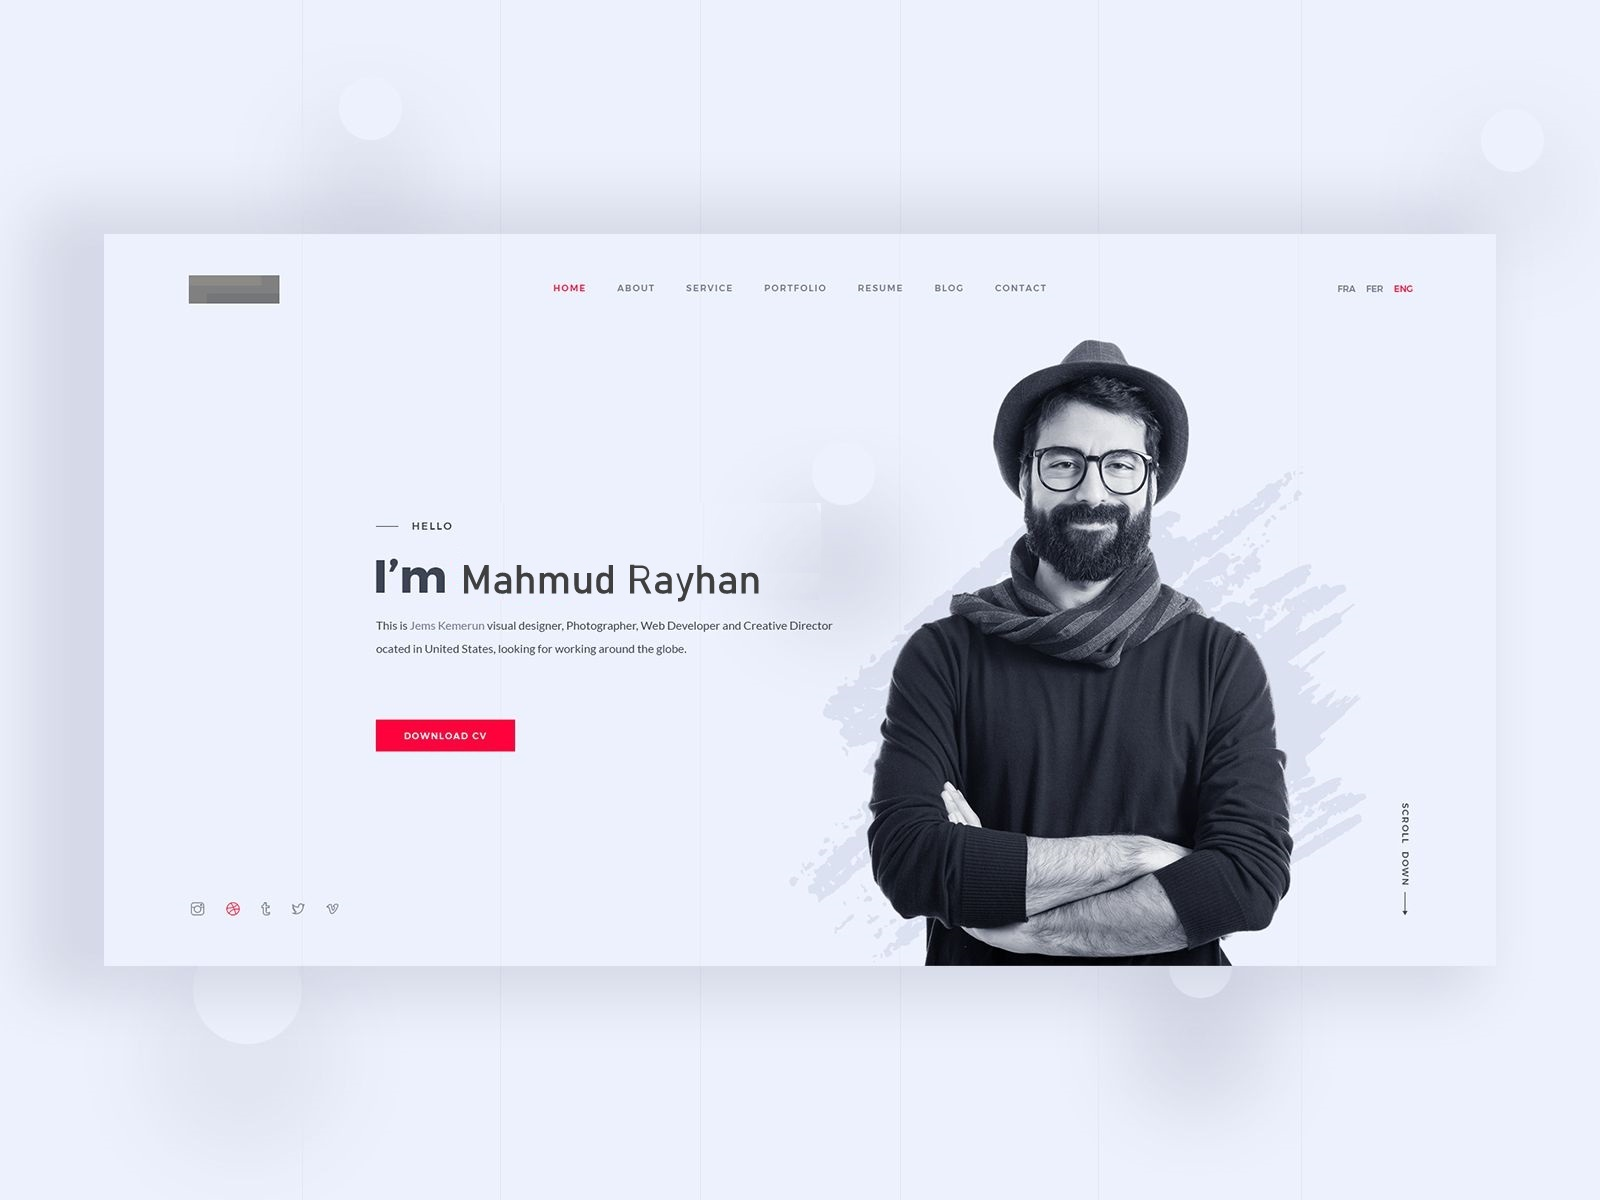 HOME ABOUT SERVICE PORTFOLIO RESUME BLOG CONTACT
FRA FER ENG
HELLO
I’m Mahmud Rayhan
This is Jems Kemerun visual designer, Photographer, Web Developer and Creative Director
ocated in United States, looking for working around the globe.
DOWNLOAD CV
SCROLL DOWN